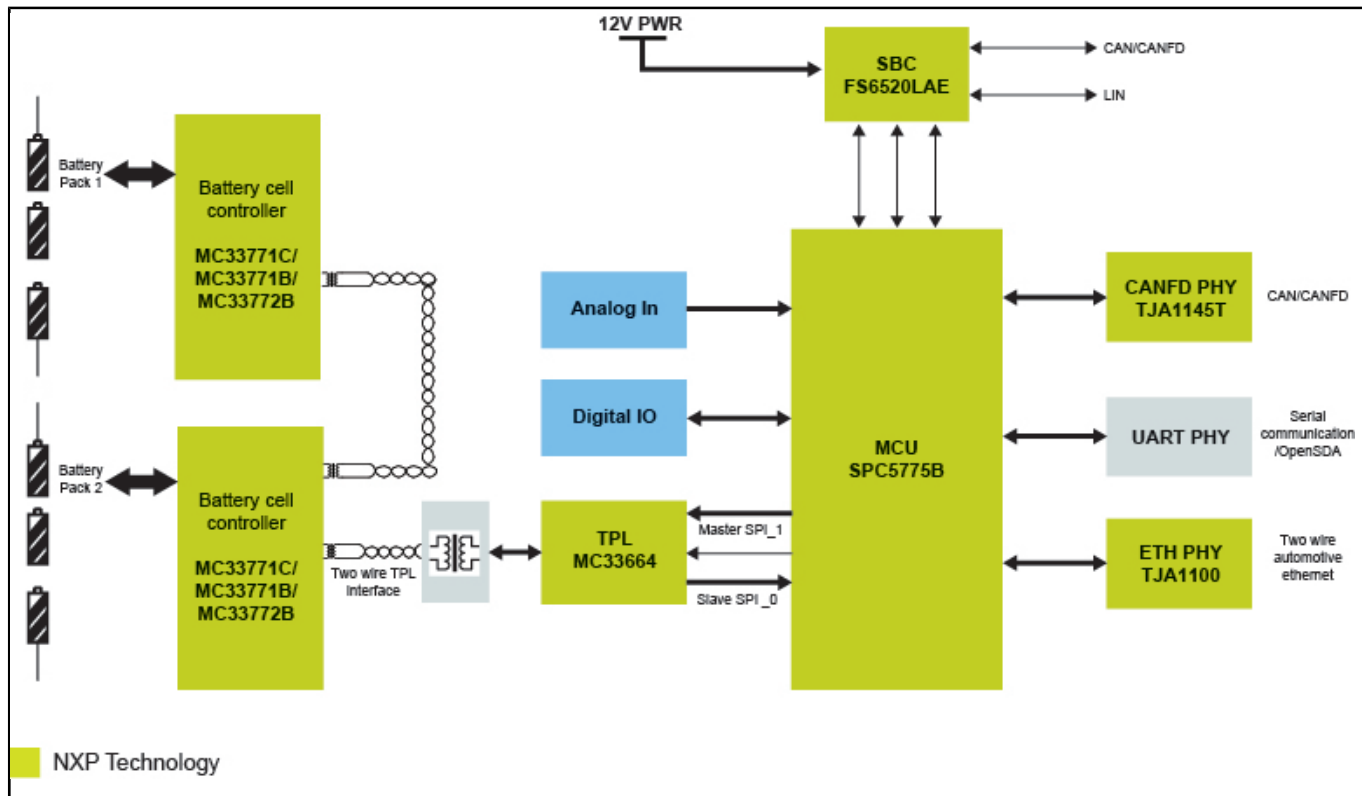 12V PWR
SBC
FS6520LAE
CAN/CANFD
LIN
Battery
Pack 1
Battery cell
controller
MC33771C/
MC33771B/
MC33772B
Analog In
Digital IO
MCU
SPC5775B
CANFD PHY
TJA1145T
CAN/CANFD
UART PHY
Serial
communication
/OpenSDA
ETH PHY
TJA1100
Two wire
automotive
ethernet
Battery
Pack 2
Battery cell
controller
MC33771C/
MC33771B/
MC33772B
Two wire TPL
Interface
TPL
MC33664
Master SPI_1
Slave SPI _0
NXP Technology